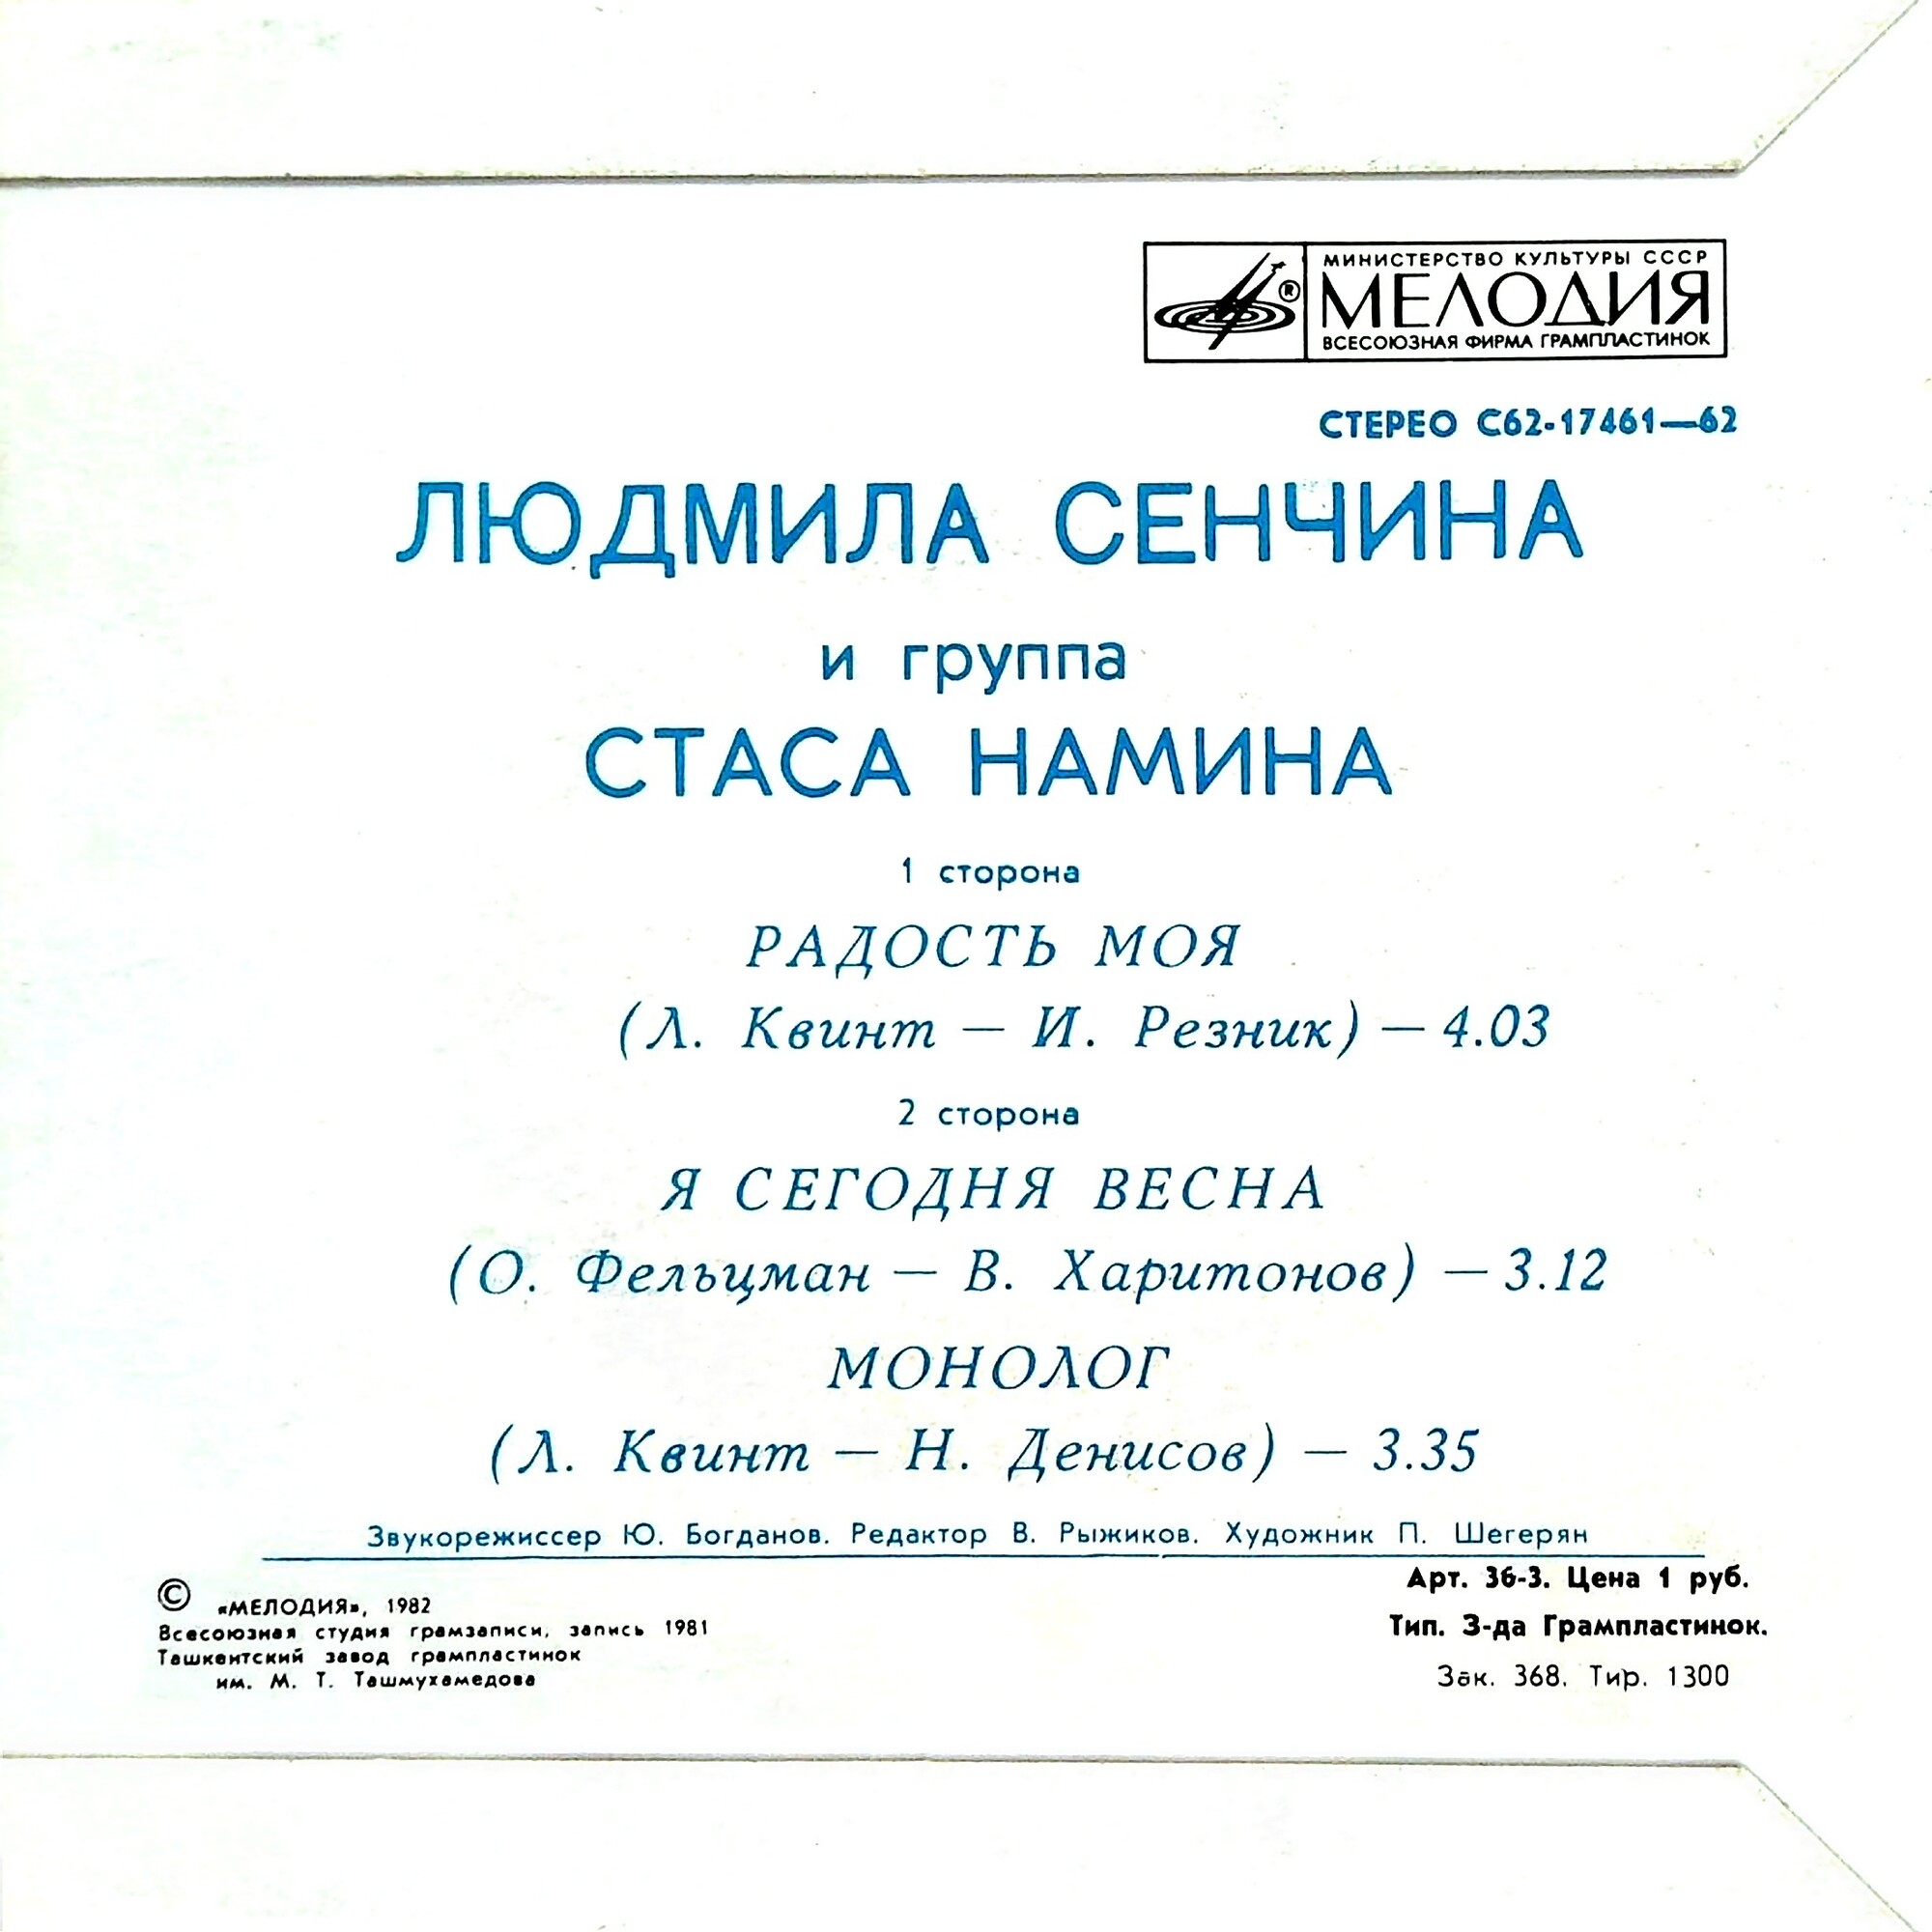 МИНИСТЕРСТВО КУЛЬТУРЫ СССР
МЕЛОДИЯ
ВСЕСОЮЗНАЯ ФИРМА ГРАМПЛАСТИНОК
®
СТЕРЕО С62-17461—62
ЛЮДМИЛА СЕНЧИНА
и группа
СТАСА НАМИНА
1 сторона
РАДОСТЬ МОЯ
(Л. Квинт — И. Резник) — 4.03
2 сторона
Я СЕГОДНЯ ВЕСНА
(О. Фельцман — В. Харитонов) — 3.12
МОНОЛОГ
(Л. Квинт — Н. Денисов) — 3.35
Звукорежиссер Ю. Богданов. Редактор В. Рыжиков. Художник П. Шегерян
© «МЕЛОДИЯ», 1982
Всесоюзная студия грамзаписи, запись 1981
Ташкентский завод грампластинок
им. М. Т. Ташмухамедова
Арт. 36-3. Цена 1 руб.
Тип. З-да Грампластинок.
Зак. 368. Тир. 1300